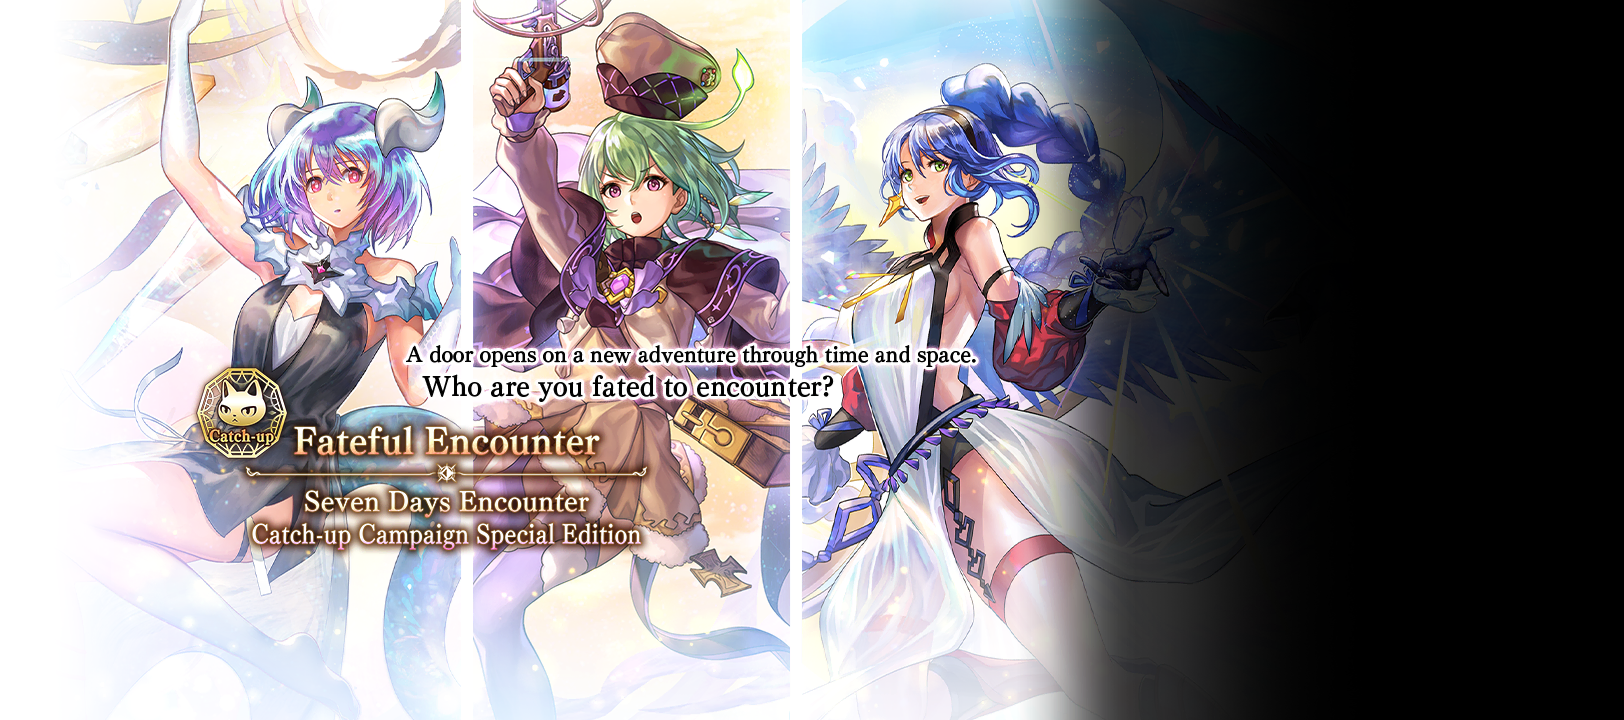 A door opens on a new adventure through time and space.
Who are you fated to encounter?
Catch-up
Fateful Encounter
Seven Days Encounter
Catch-up Campaign Special Edition